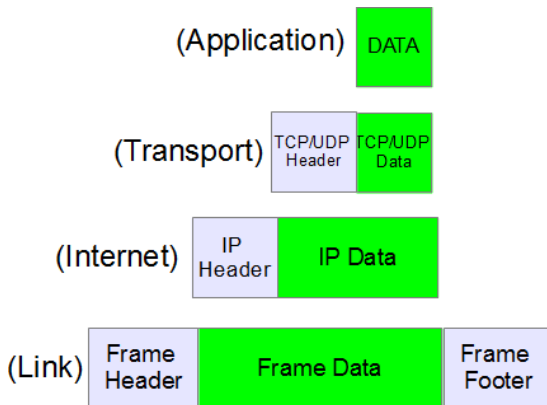 (Application) DATA
(Transport) TCP/UDP Header TCP/UDP Data
(Internet) IP Header IP Data
(Link) Frame Header Frame Data Frame Footer